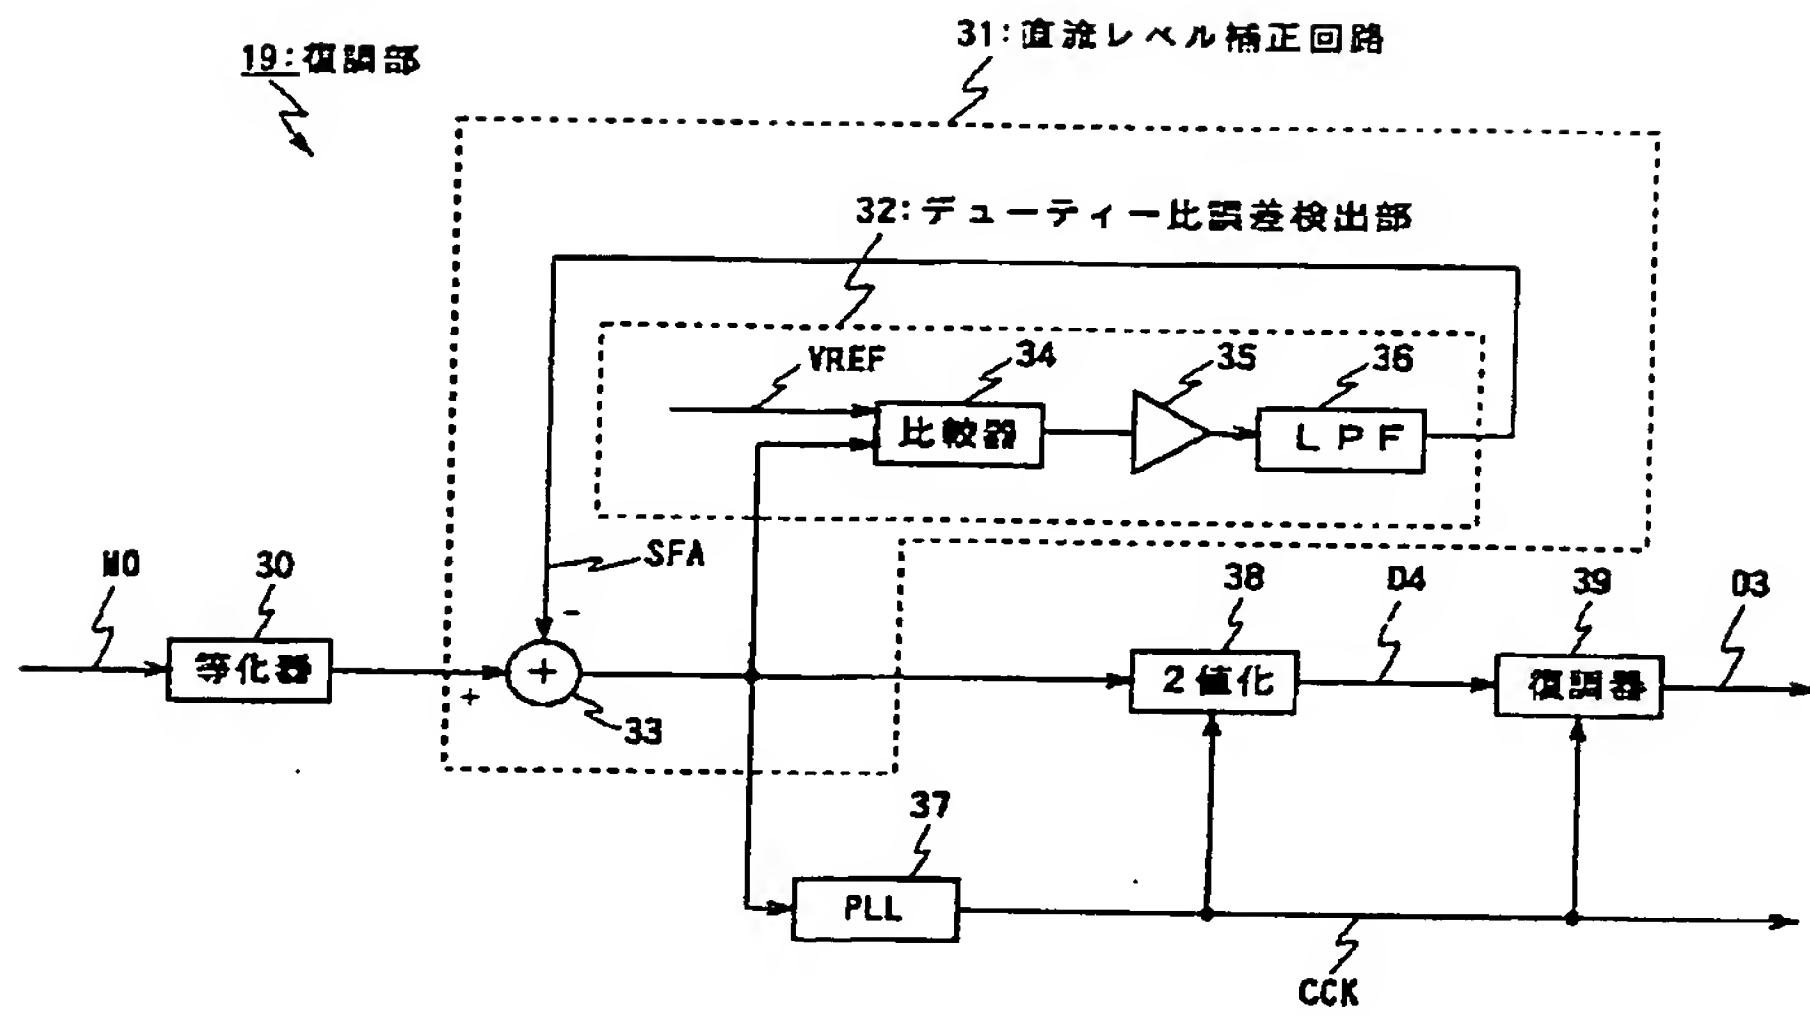 31:直流レベル補正回路
19:復調部
32:デューティー比誤差検出部
VREF
34
35
36
比較器
LPF
SFA
MO
30
38
D4
39
D3
-
等化器
+
+
2値化
復調器
33
37
PLL
CCK